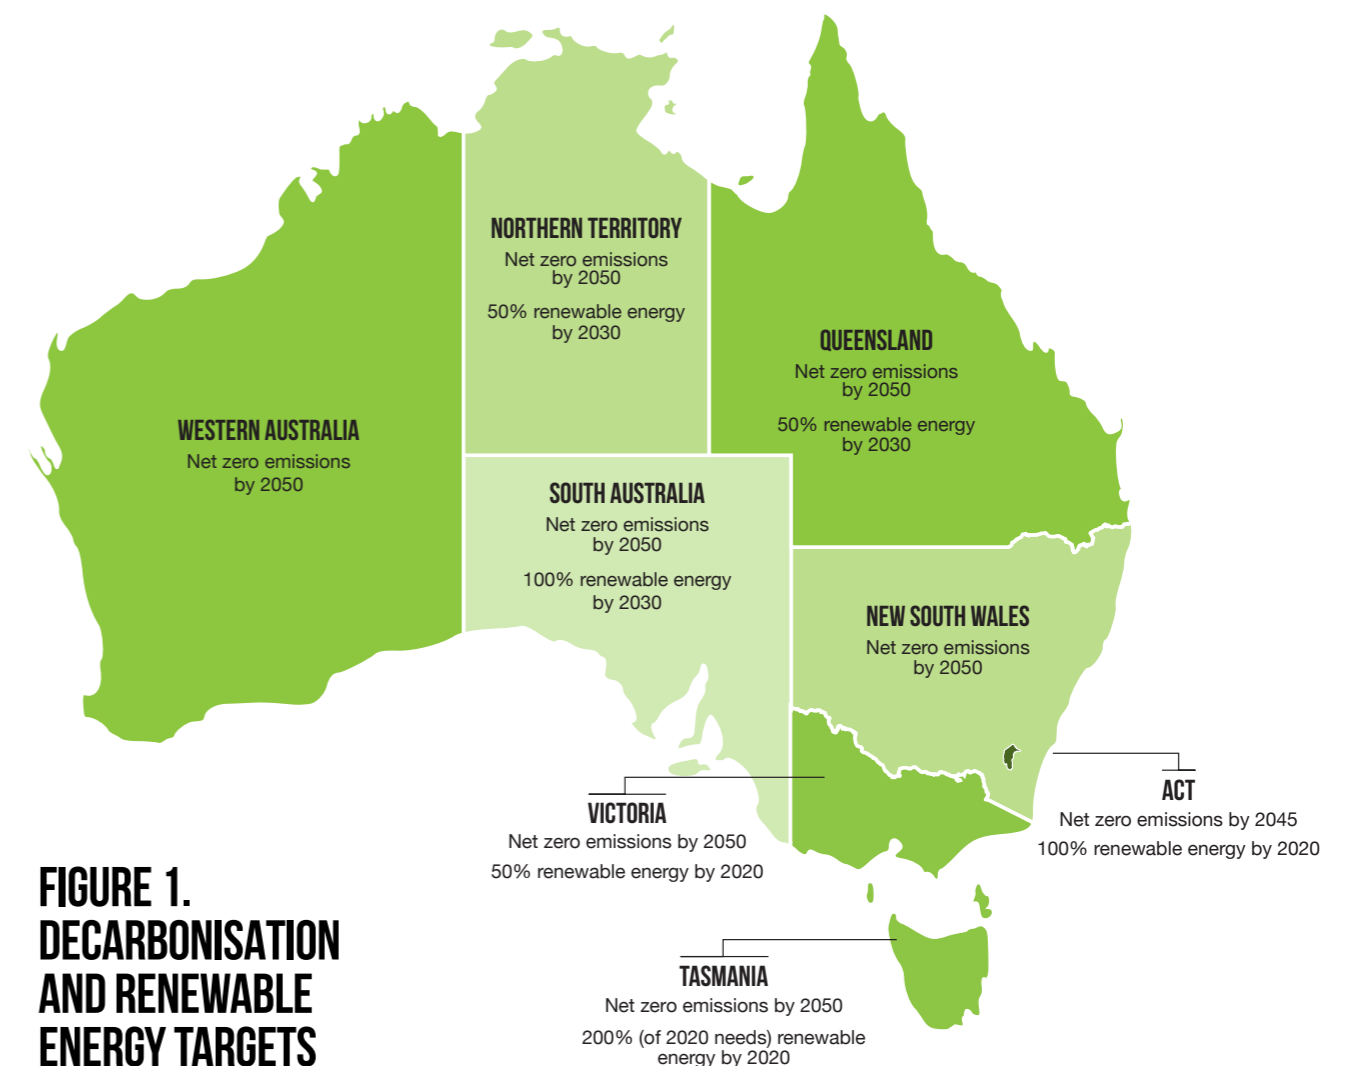 NORTHERN TERRITORY
Net zero emissions
by 2050
50% renewable energy
by 2030
QUEENSLAND
Net zero emissions
by 2050
50% renewable energy
by 2030
WESTERN AUSTRALIA
Net zero emissions
by 2050
SOUTH AUSTRALIA
Net zero emissions
by 2050
100% renewable energy
by 2030
NEW SOUTH WALES
Net zero emissions
by 2050
ACT
Net zero emissions by 2045
100% renewable energy by 2020
VICTORIA
Net zero emissions by 2050
50% renewable energy by 2020
TASMANIA
Net zero emissions by 2050
200% (of 2020 needs) renewable
energy by 2020
FIGURE 1.
DECARBONISATION
AND RENEWABLE
ENERGY TARGETS